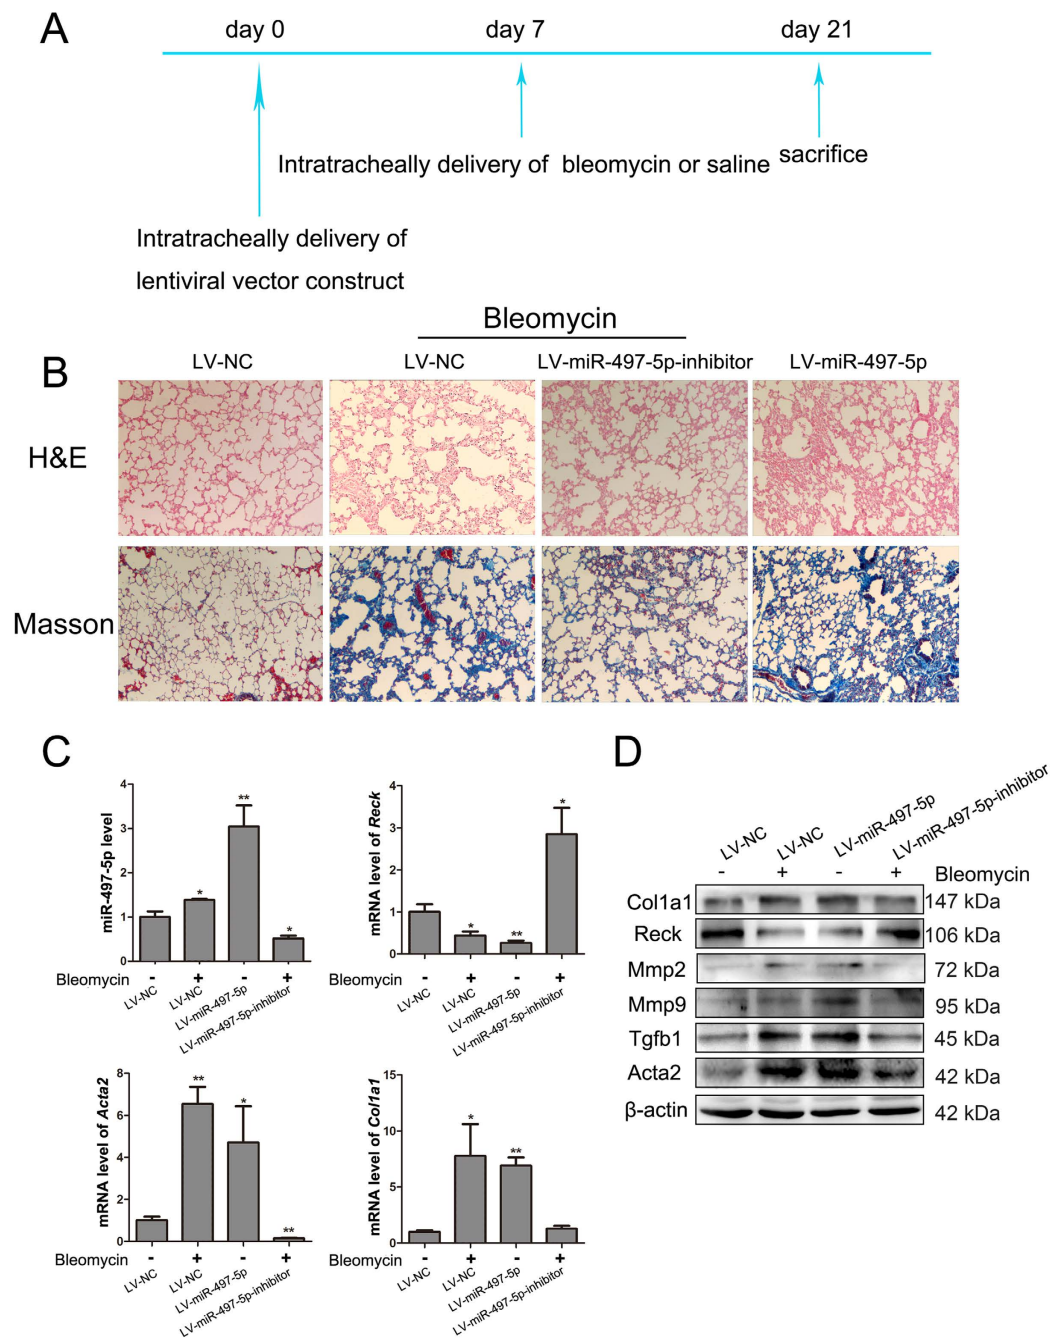 A
day 0
day 7
day 21
Intratracheally delivery of bleomycin or saline
sacrifice
Intratracheally delivery of
lentiviral vector construct
Bleomycin
B
LV-NC
LV-NC
LV-miR-497-5p-inhibitor
LV-miR-497-5p
H&E
Masson
C
miR-497-5p level
4
3
2
1
0
*
**
*
Bleomycin - + - +
LV-NC
LV-NC
LV-miR-497-5p
LV-miR-497-5p-inhibitor
mRNA level of Reck
4
3
2
1
0
*
**
*
Bleomycin - + - +
LV-NC
LV-NC
LV-miR-497-5p
LV-miR-497-5p-inhibitor
mRNA level of Acta2
8
6
4
2
0
**
*
**
Bleomycin - + - +
LV-NC
LV-NC
LV-miR-497-5p
LV-miR-497-5p-inhibitor
mRNA level of Col1a1
15
10
5
0
*
**
Bleomycin - + - +
LV-NC
LV-NC
LV-miR-497-5p
LV-miR-497-5p-inhibitor
D
LV-NC
LV-NC
LV-miR-497-5p
LV-miR-497-5p-inhibitor
- + - + Bleomycin
Col1a1 147 kDa
Reck 106 kDa
Mmp2 72 kDa
Mmp9 95 kDa
Tgfb1 45 kDa
Acta2 42 kDa
β-actin 42 kDa